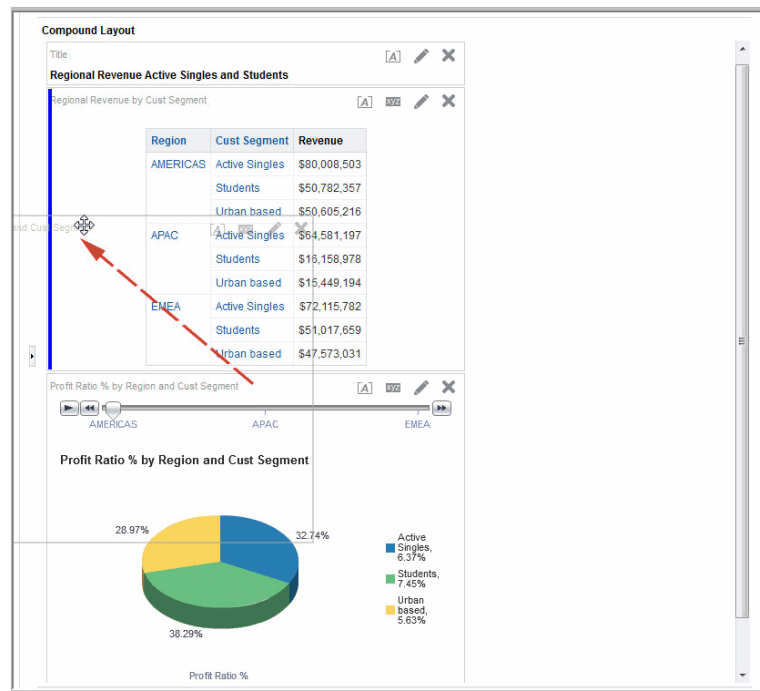 Compound Layout
Title
Regional Revenue Active Singles and Students
Regional Revenue by Cust Segment
Region Cust Segment Revenue
AMERICAS Active Singles $80,008,503
Students $50,782,357
Urban based $50,605,216
and Cust Segm
APAC Active Singles $64,581,197
Students $16,158,978
Urban based $15,449,194
EMEA Active Singles $72,115,782
Students $51,017,659
Urban based $47,573,031
Profit Ratio % by Region and Cust Segment
AMERICAS APAC EMEA
Profit Ratio % by Region and Cust Segment
28.97%
32.74%
38.29%
Active
Singles,
6.37%
Students,
7.45%
Urban
based,
5.63%
Profit Ratio %